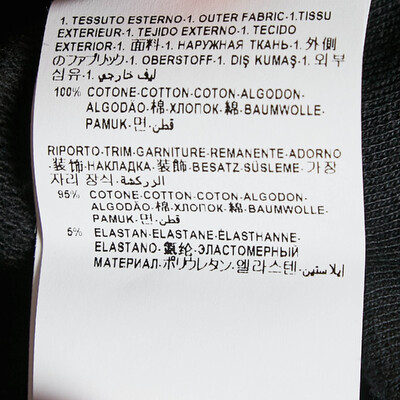 1. TESSUTO ESTERNO·1. OUTER FABRIC·1.TISSU
EXTERIEUR·1.TEJIDO EXTERNO·1.TECIDO
EXTERIOR·1.面料·1.НАРУЖНАЯ ТКАНЬ·1.外側
のファブリック·1.OBERSTOFF·1.DIŞ KUMAŞ·1.외부
섬유·1.ليف خارجي
100% COTONE·COTTON·COTON·ALGODON-
ALGODÃO·棉·ХЛОПОК·綿·BAUMWOLLE-
PAMUK·면·قطن
RIPORTO·TRIM·GARNITURE·REMANENTE·ADORNO
·装饰·НАКЛАДКА·装飾·BESATZ·SÜSLEME·가장
자리 장식·الزركشة
95% COTONE·COTTON·COTON·ALGODON-
ALGODÃO·棉·ХЛОПОК·綿·BAUMWOLLE-
PAMUK·면·قطن
5% ELASTAN·ELASTANE·ÉLASTHANNE-
ELASTANO·氨纶·ЭЛАСТОМЕРНЫЙ
МАТЕРИАЛ·ポリウレタン·엘라스텐·ايلاستين